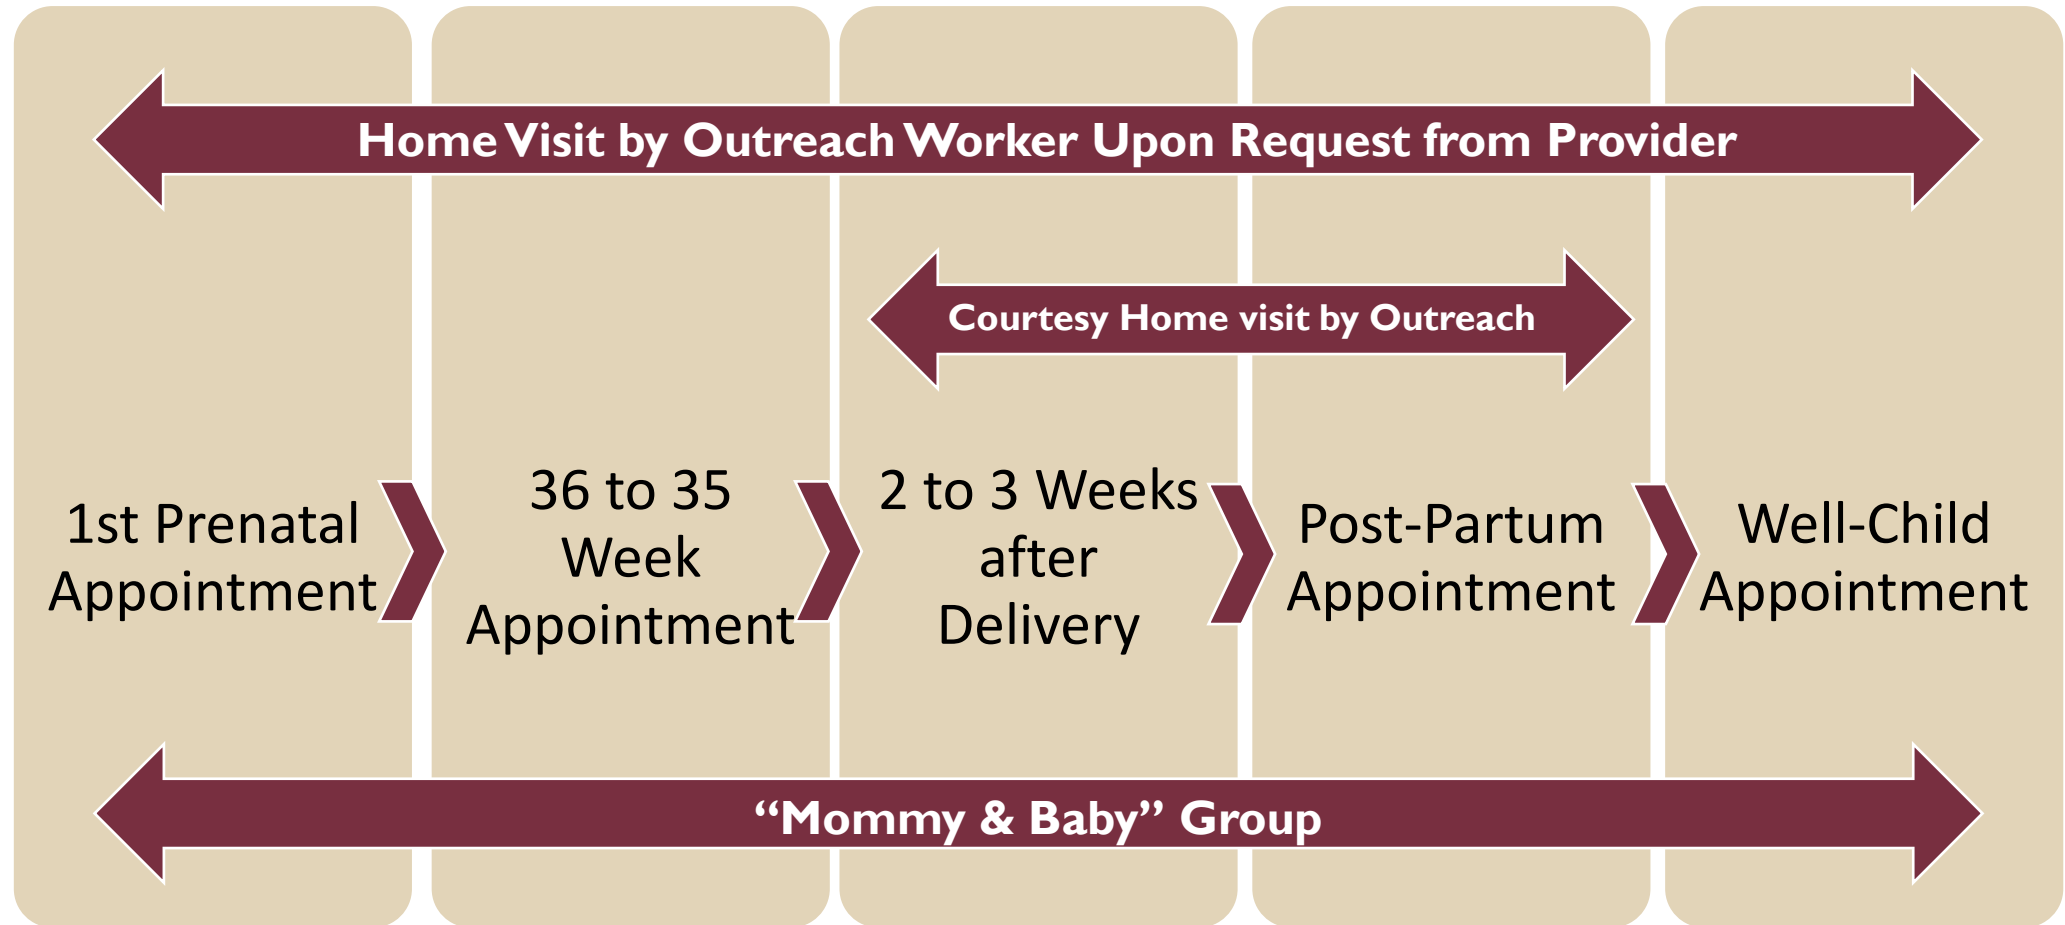 Home Visit by Outreach Worker Upon Request from Provider
Courtesy Home visit by Outreach
1st Prenatal
Appointment
36 to 35
Week
Appointment
2 to 3 Weeks
after
Delivery
Post-Partum
Appointment
Well-Child
Appointment
“Mommy & Baby” Group